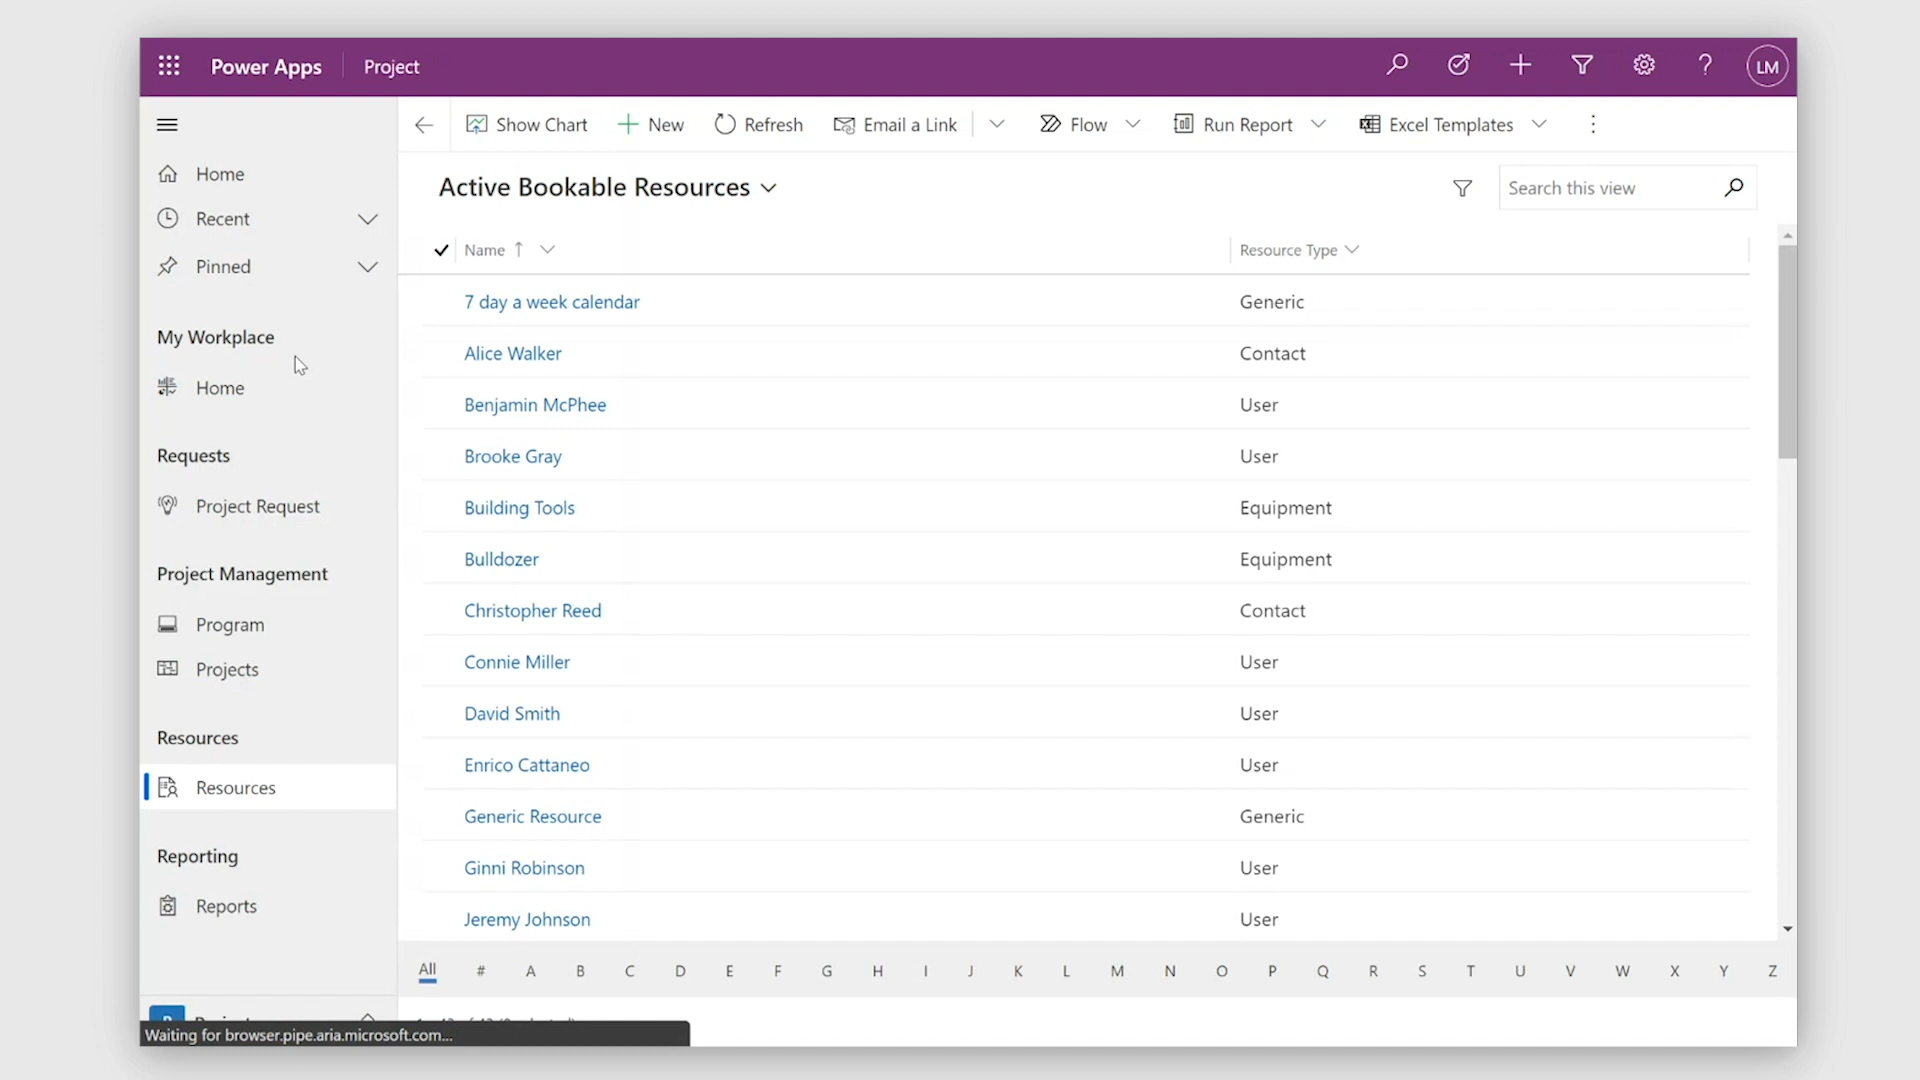 Power Apps
Project
LM
Show Chart
New
Refresh
Email a Link
Flow
Run Report
Excel Templates
Home
Recent
Pinned
My Workplace
Home
Requests
Project Request
Project Management
Program
Projects
Resources
Resources
Reporting
Reports
Active Bookable Resources
Search this view
Name
Resource Type
7 day a week calendar Generic
Alice Walker Contact
Benjamin McPhee User
Brooke Gray User
Building Tools Equipment
Bulldozer Equipment
Christopher Reed Contact
Connie Miller User
David Smith User
Enrico Cattaneo User
Generic Resource Generic
Ginni Robinson User
Jeremy Johnson User
All # A B C D E F G H I J K L M N O P Q R S T U V W X Y Z
Waiting for browser.pipe.aria.microsoft.com...